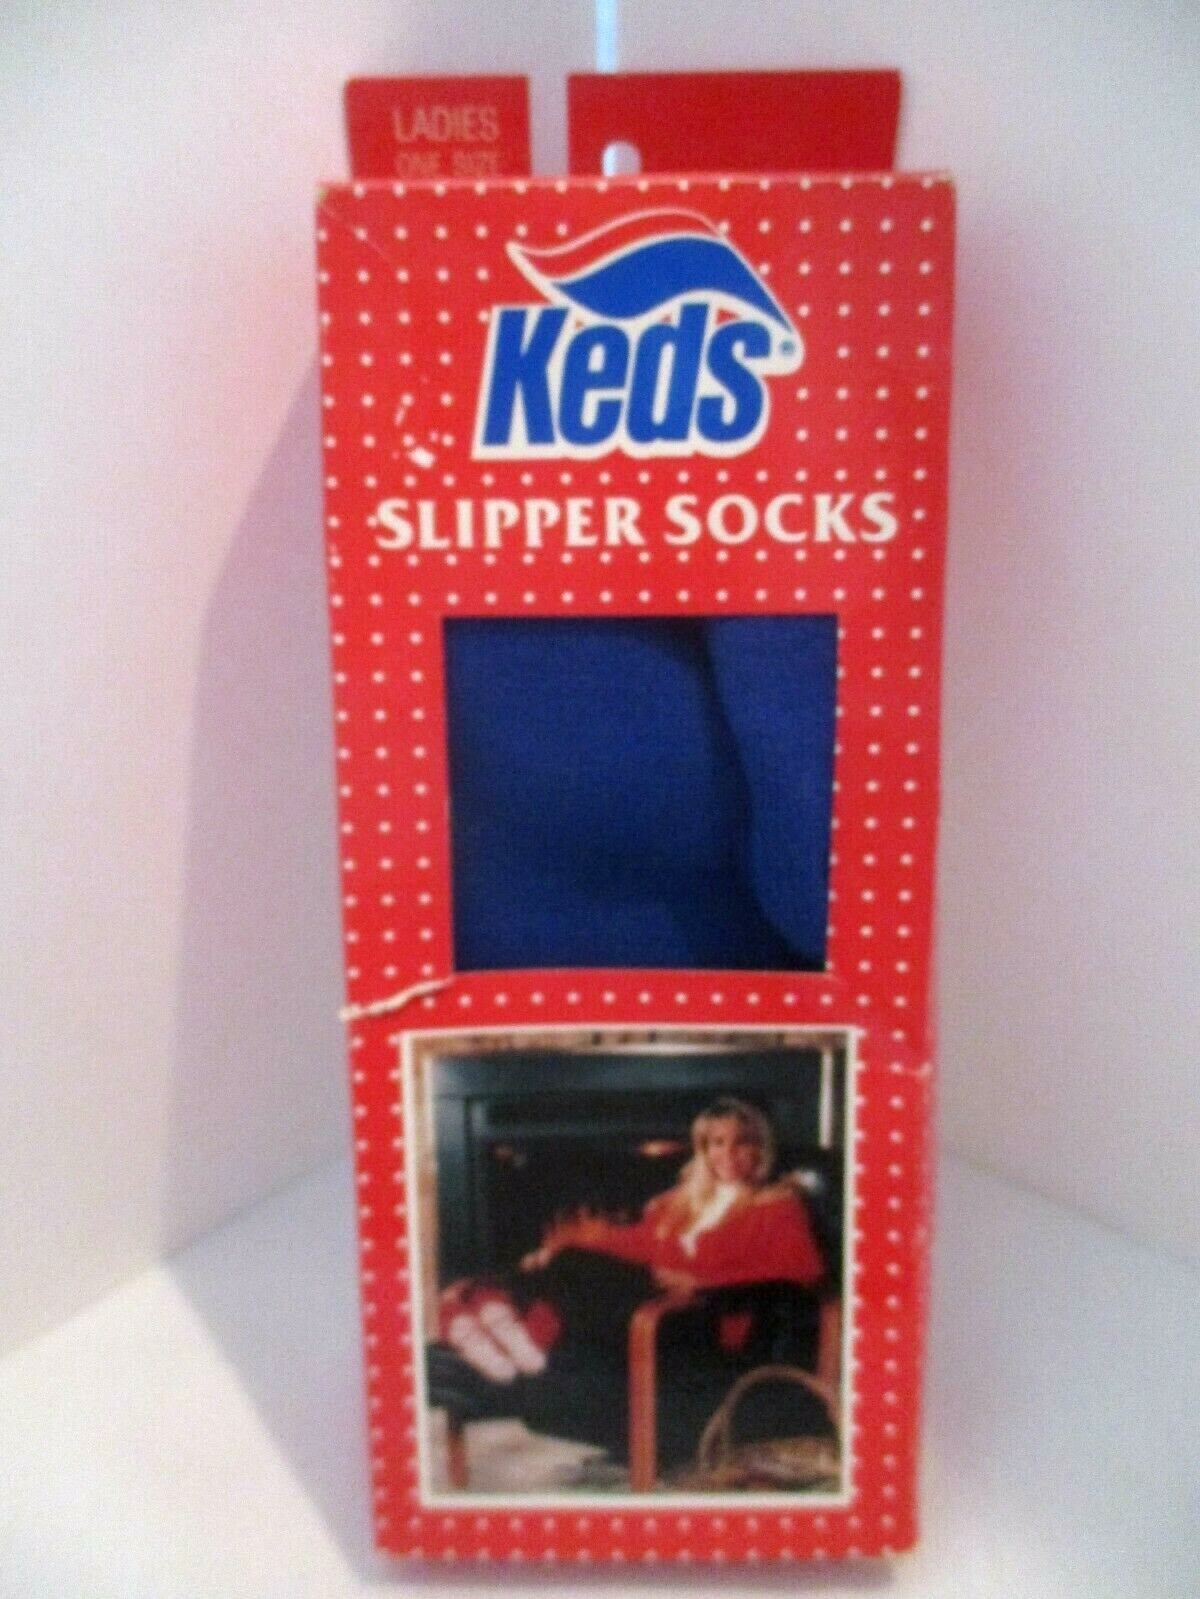 LADIES
ONE SIZE
Keds®
SLIPPER SOCKS